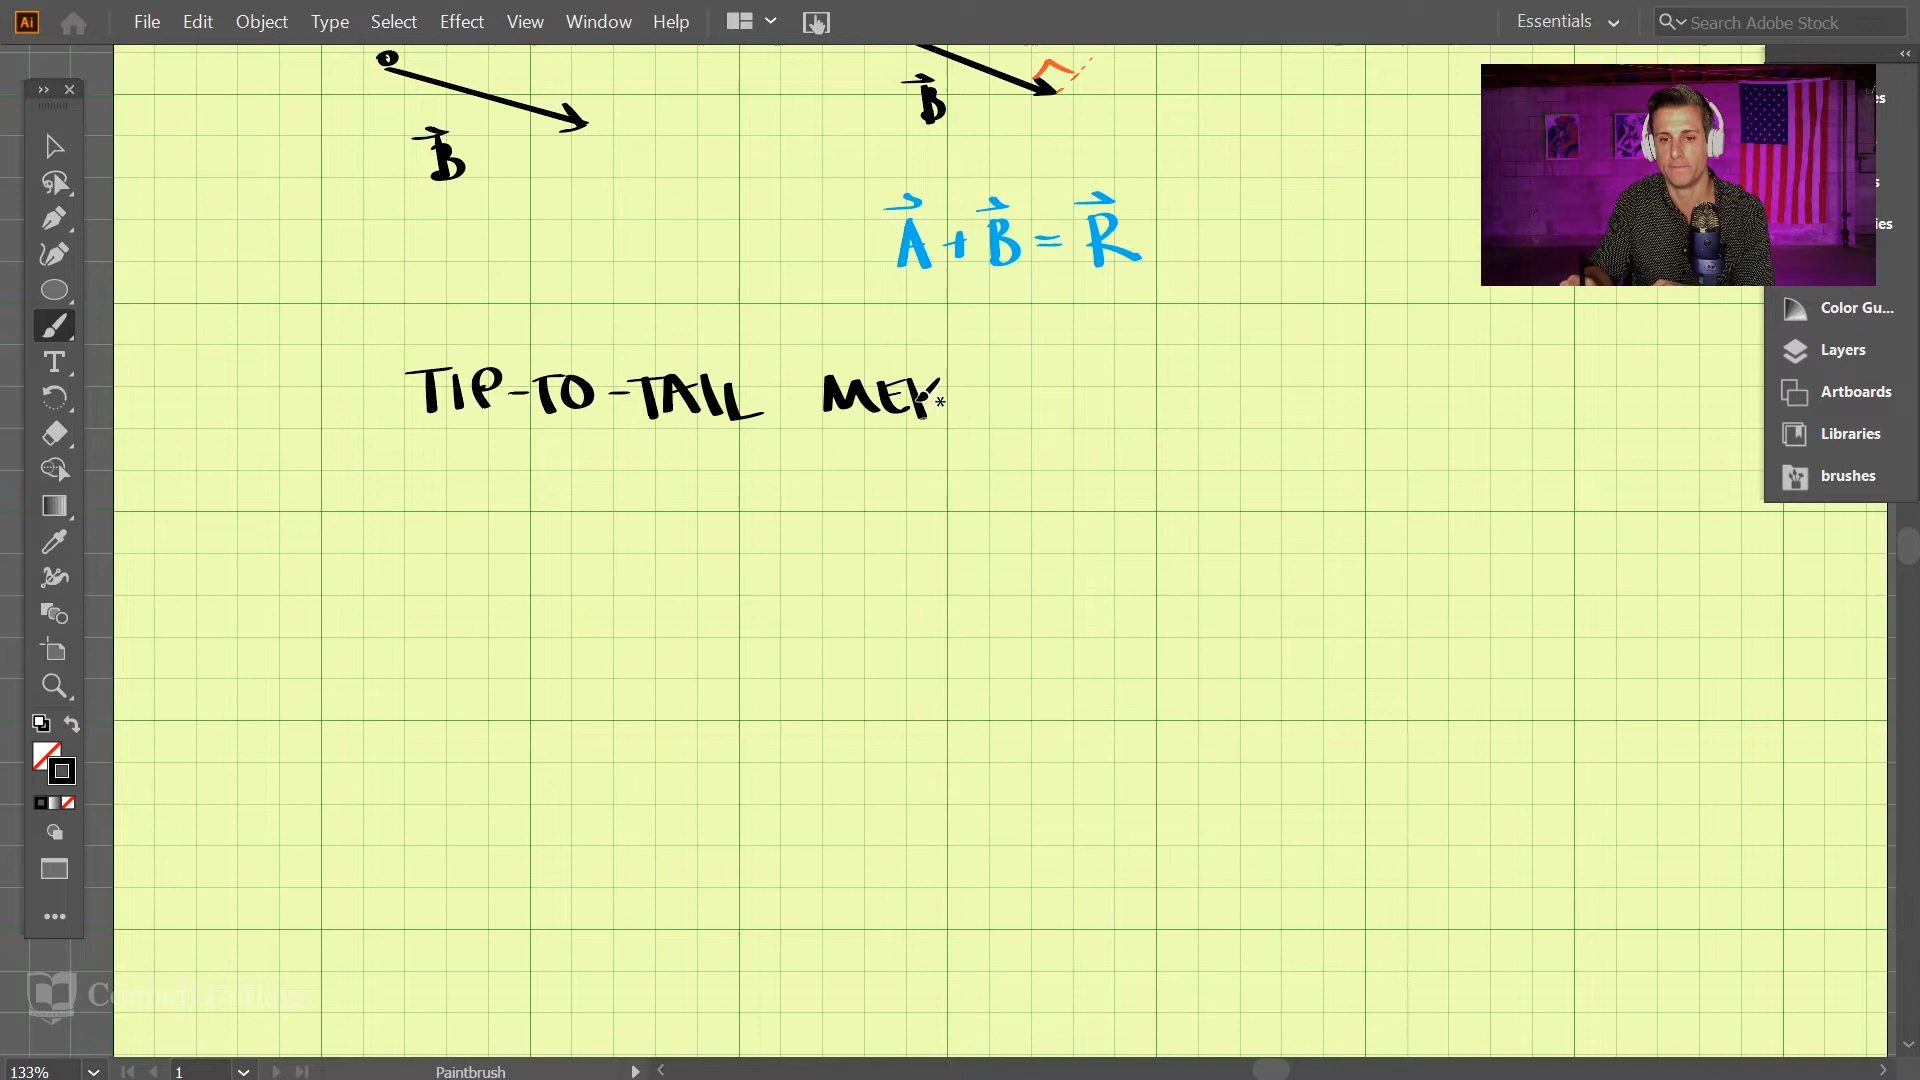 Ai File Edit Object Type Select Effect View Window Help Essentials Search Adobe Stock
B
B
A + B = R
TIP-TO-TAIL
Color Gu...
Layers
Artboards
Libraries
brushes
133% 1 Paintbrush